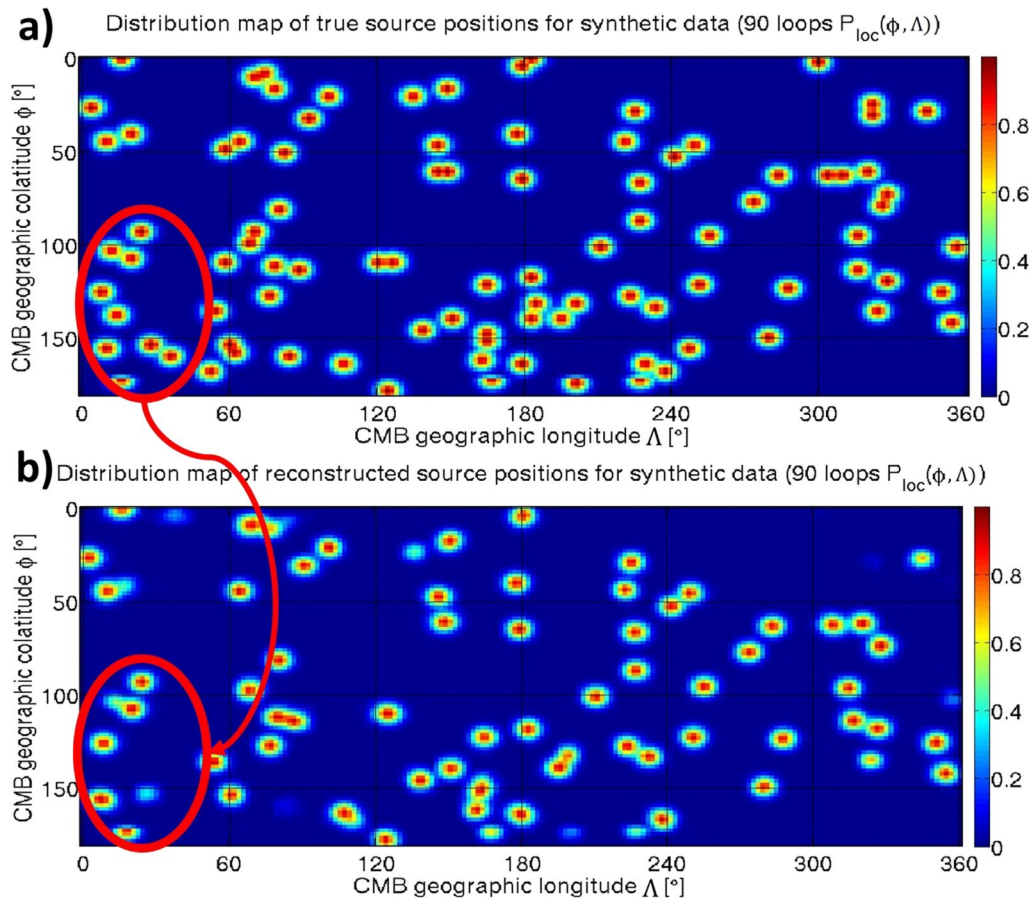 a)
Distribution map of true source positions for synthetic data (90 loops P_loc(ϕ,Λ))
CMB geographic colatitude ϕ [°]
0
50
100
150
0 60 120 180 240 300 360
CMB geographic longitude Λ [°]
0.8
0.6
0.4
0.2
0
b)
Distribution map of reconstructed source positions for synthetic data (90 loops P_loc(ϕ,Λ))
CMB geographic colatitude ϕ [°]
0
50
100
150
0 60 120 180 240 300 360
CMB geographic longitude Λ [°]
0.8
0.6
0.4
0.2
0